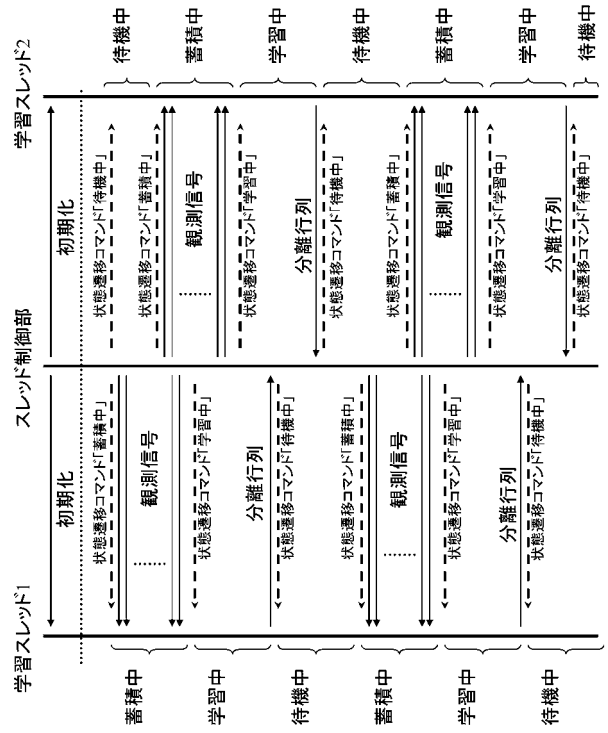 学習スレッド1
スレッド制御部
学習スレッド2
初期化
初期化
状態遷移コマンド「蓄積中」
状態遷移コマンド「待機中」
観測信号
状態遷移コマンド「蓄積中」
観測信号
状態遷移コマンド「学習中」
状態遷移コマンド「学習中」
分離行列
分離行列
状態遷移コマンド「待機中」
状態遷移コマンド「待機中」
状態遷移コマンド「蓄積中」
状態遷移コマンド「蓄積中」
観測信号
観測信号
状態遷移コマンド「学習中」
状態遷移コマンド「学習中」
分離行列
分離行列
状態遷移コマンド「待機中」
状態遷移コマンド「待機中」
蓄積中
学習中
待機中
蓄積中
学習中
待機中
待機中
蓄積中
学習中
待機中
蓄積中
学習中
待機中